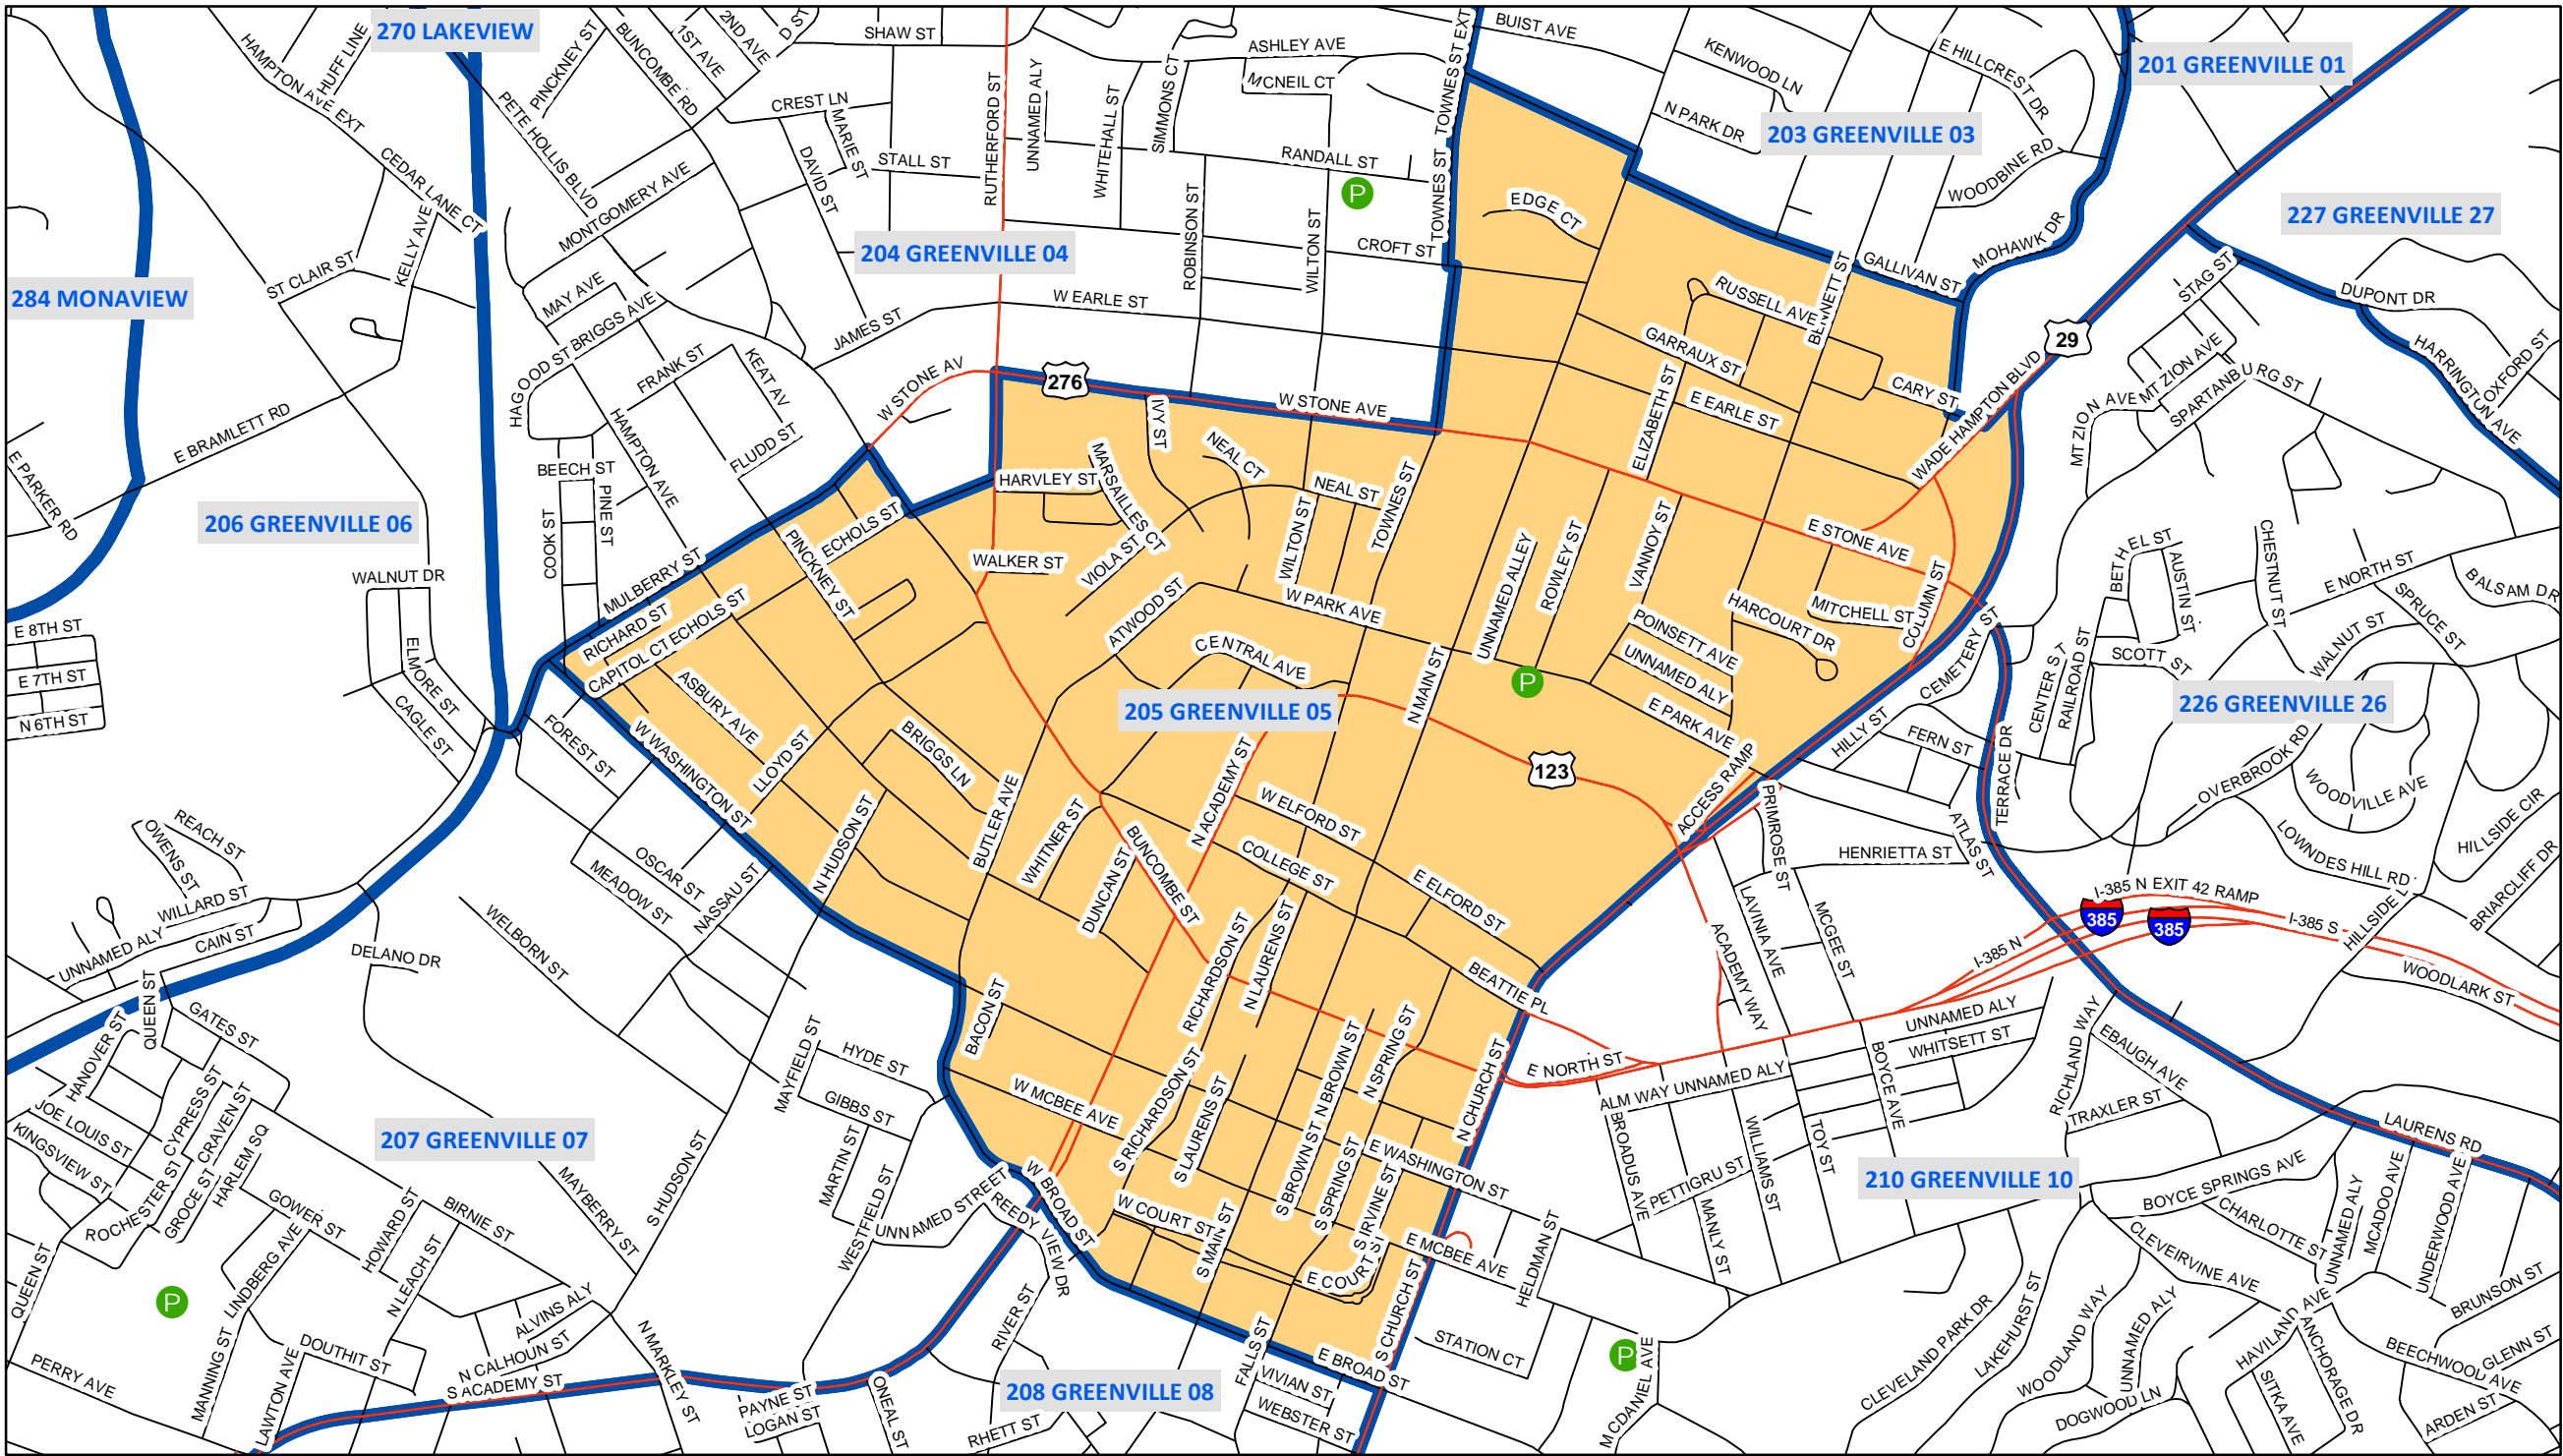 270 LAKEVIEW
HAMPTON AVE EXT
HUFF LINE
PINCKNEY ST
BUNCOMBE RD
1ST AVE
2ND AVE
D ST
SHAW ST
ASHLEY AVE
MCNEIL CT
TOWNES ST EXT
BUIST AVE
KENWOOD LN
E HILLCREST DR
201 GREENVILLE 01
203 GREENVILLE 03
N PARK DR
WOODBINE RD
PETE HOLLIS BLVD
CREST LN
MARIE ST
DAVID ST
STALL ST
RUTHERFORD ST
UNNAMED ALY
WHITEHALL ST
SIMMONS CT
RANDALL ST
P
TOWNES ST
CEDAR LANE CT
MONTGOMERY AVE
KELLY AVE
ST CLAIR ST
204 GREENVILLE 04
ROBINSON ST
WILTON ST
CROFT ST
EDGE CT
227 GREENVILLE 27
MOHAWK DR
GALLIVAN ST
STAG ST
DUPONT DR
284 MONAVIEW
MAY AVE
BRIGGS AVE
HAGOOD ST
FRANK ST
KEAT AV
JAMES ST
W EARLE ST
RUSSELL AVE
BENNETT ST
GARRAUX ST
29
HARRINGTON AVE
OXFORD ST
MT ZION AVE
MT ZION AVE
SPARTANBURG ST
E BRAMLETT RD
E PARKER RD
W STONE AV
276
W STONE AVE
IVY ST
NEAL CT
NEAL ST
ELIZABETH ST
E EARLE ST
CARY ST
WADE HAMPTON BLVD
FLUDD ST
HAMPTON AVE
BEECH ST
PINE ST
COOK ST
HARVLEY ST
MARSAILLES CT
TOWNES ST
206 GREENVILLE 06
MULBERRY ST
PINCKNEY ST
ECHOLS ST
WALKER ST
VIOLA ST
WILTON ST
UNNAMED ALLEY
ROWLEY ST
VANNOY ST
E STONE AVE
COLUMN ST
MITCHELL ST
HARCOURT DR
BETHEL ST
AUSTIN ST
CHESTNUT ST
E NORTH ST
BALSAM DR
SPRUCE ST
WALNUT ST
WALNUT DR
ELMORE ST
CAGLE ST
E 8TH ST
E 7TH ST
N 6TH ST
RICHARD ST
CAPITOL CT
ECHOLS ST
ATWOOD ST
W PARK AVE
CENTRAL AVE
POINSETT AVE
UNNAMED ALY
P
E PARK AVE
CEMETERY ST
SCOTT ST
CENTER ST
RAILROAD ST
226 GREENVILLE 26
205 GREENVILLE 05
N MAIN ST
ASBURY AVE
W WASHINGTON ST
FOREST ST
LLOYD ST
BRIGGS LN
BUTLER AVE
123
ACCESS RAMP
HILLY ST
FERN ST
TERRACE DR
OVERBROOK RD
WOODVILLE AVE
HILLSIDE CIR
LOWNDES HILL RD
BRIARCLIFF DR
HILLSIDE L
REACH ST
OWENS ST
WILLARD ST
UNNAMED ALY
CAIN ST
N HUDSON ST
WHITNER ST
DUNCAN ST
N ACADEMY ST
W ELFORD ST
COLLEGE ST
BUNCOMBE ST
E ELFORD ST
PRIMROSE ST
HENRIETTA ST
ATLAS ST
OSCAR ST
MEADOW ST
NASSAU ST
WELBORN ST
DELANO DR
QUEEN ST
GATES ST
HANOVER ST
BACON ST
RICHARDSON ST
N LAURENS ST
BEATTIE PL
ACADEMY WAY
LAVINIA AVE
MCGEE ST
I-385 N EXIT 42 RAMP
385
385
I-385 N
I-385 S
WOODLARK ST
HYDE ST
MAYFIELD ST
GIBBS ST
MARTIN ST
WESTFIELD ST
W MCBEE AVE
S RICHARDSON ST
S LAURENS ST
N BROWN ST
N SPRING ST
N CHURCH ST
E NORTH ST
UNNAMED ALY
WHITSETT ST
BOYCE AVE
RICHLAND WAY
EBAUGH AVE
TRAXLER ST
LAURENS RD
JOE LOUIS ST
KINGSVIEW ST
CYPRESS ST
CRAVEN ST
HARLEM SQ
GROCE ST
ROCHESTER ST
207 GREENVILLE 07
ALM WAY
UNNAMED ALY
BROADUS AVE
WILLIAMS ST
TOY ST
PETTIGRU ST
MANLY ST
210 GREENVILLE 10
BOYCE SPRINGS AVE
UNNAMED ALY
MCADOO AVE
UNDERWOOD AVE
CHARLOTTE ST
CLEVEIRVINE AVE
S HUDSON ST
MAYBERRY ST
BIRNIE ST
HOWARD ST
GOWER ST
N LEACH ST
LINDBERG AVE
QUEEN ST
P
UNNAMED STREET
REEDY VIEW DR
W BROAD ST
W COURT ST
S MAIN ST
S BROWN ST
S SPRING ST
S IRVINE ST
E WASHINGTON ST
E COURT ST
E MCBEE AVE
HELDMAN ST
S CHURCH ST
STATION CT
P
MCDANIEL AVE
PERRY AVE
MANNING ST
LAWTON AVE
DOUTHIT ST
N CALHOUN ST
ALVINS ALY
S ACADEMY ST
N MARKLEY ST
PAYNE ST
LOGAN ST
ONEAL ST
RIVER ST
RHETT ST
208 GREENVILLE 08
FALLS ST
VIVIAN ST
WEBSTER ST
E BROAD ST
CLEVELAND PARK DR
LAKEHURST ST
WOODLAND WAY
UNNAMED ALY
DOGWOOD LN
HAVILAND AVE
SITKA AVE
ANCHORAGE DR
BRUNSON ST
BEECHWOOD AVE
GLENN ST
ARDEN ST